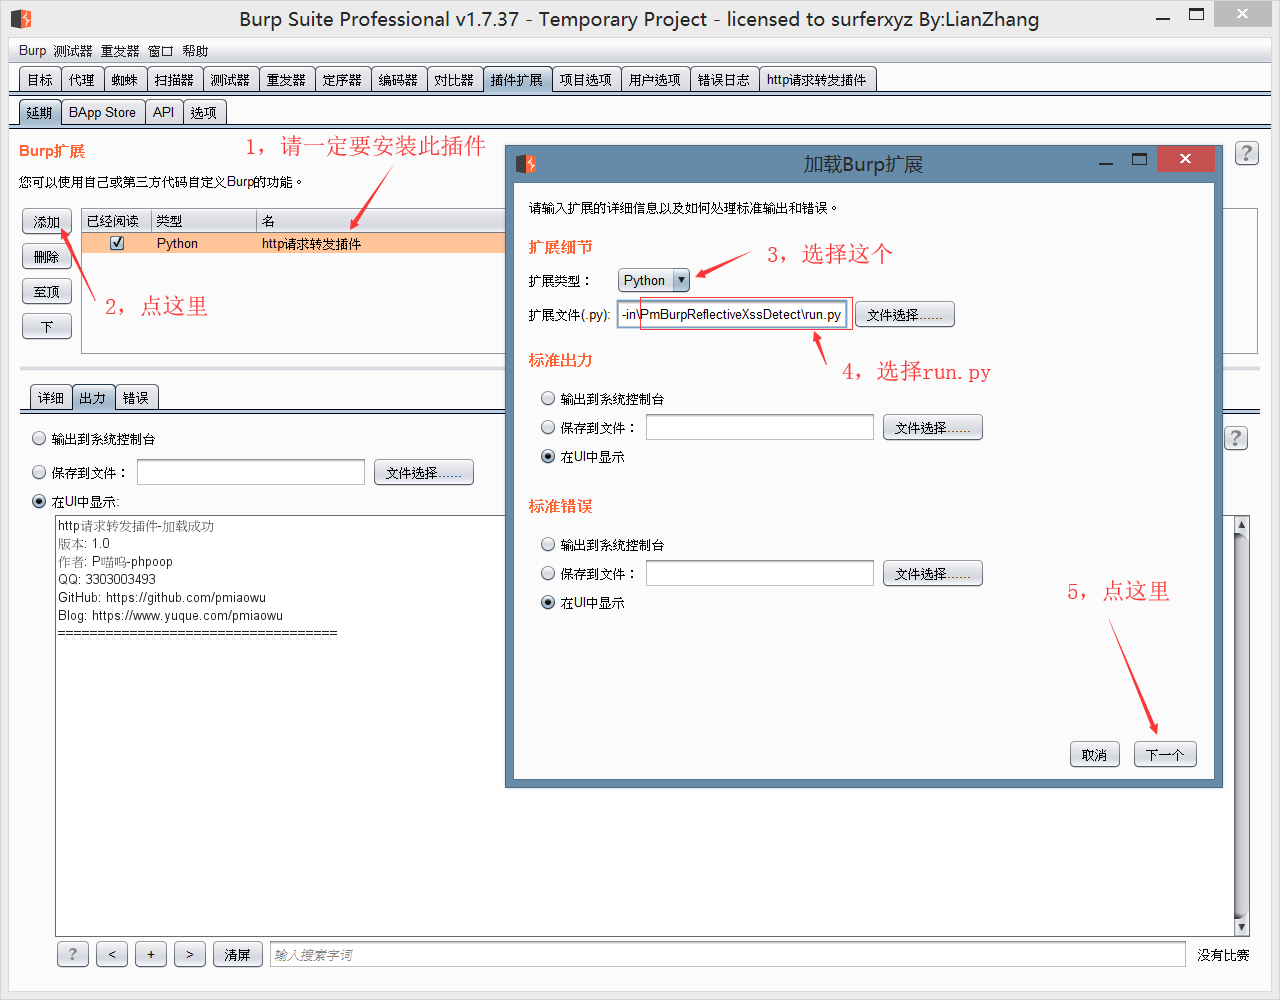 Burp Suite Professional v1.7.37 - Temporary Project - licensed to surferxyz By:LianZhang
Burp 测试器 重发器 窗口 帮助
目标 代理 蜘蛛 扫描器 测试器 重发器 定序器 编码器 对比器 插件扩展 项目选项 用户选项 错误日志 http请求转发插件
延期 BApp Store API 选项
1, 请一定要安装此插件
Burp扩展
您可以使用自己或第三方代码自定义Burp的功能。
添加
删除
至顶
下
已经阅读 类型 名
Python http请求转发插件
2, 点这里
详细 出力 错误
输出到系统控制台
保存到文件： 文件选择......
在UI中显示:
http请求转发插件-加载成功
版本: 1.0
作者: P喵呜-phpoop
QQ: 3303003493
GitHub: https://github.com/pmiaowu
Blog: https://www.yuque.com/pmiaowu
===================================
? < + > 清屏 输入搜索字词 没有比赛
?
?
加载Burp扩展
请输入扩展的详细信息以及如何处理标准输出和错误。
扩展细节
3, 选择这个
扩展类型： Python
扩展文件(.py): -in\PmBurpReflectiveXssDetect\run.py 文件选择......
4, 选择run.py
标准出力
输出到系统控制台
保存到文件： 文件选择......
在UI中显示
标准错误
输出到系统控制台
保存到文件： 文件选择......
在UI中显示
5, 点这里
取消 下一个